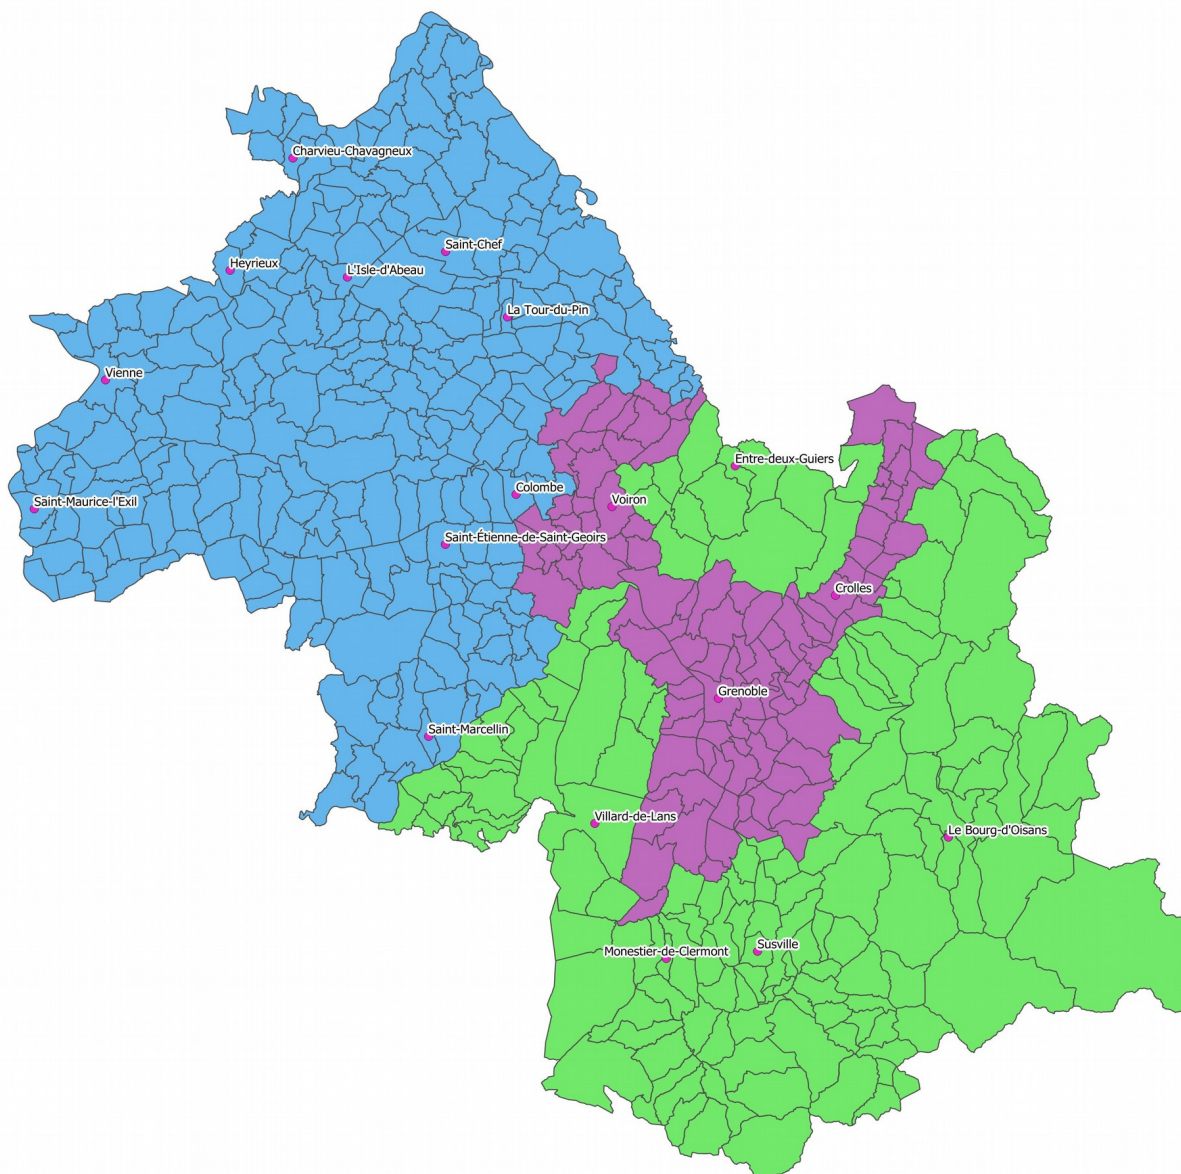 Charvieu-Chavagneux
Saint-Chef
Heyrieux
L'Isle-d'Abeau
La Tour-du-Pin
Vienne
Entre-deux-Guiers
Colombe
Saint-Maurice-l'Exil
Voiron
Saint-Étienne-de-Saint-Geoirs
Crolles
Grenoble
Saint-Marcellin
Villard-de-Lans
Le Bourg-d'Oisans
Susville
Monestier-de-Clermont